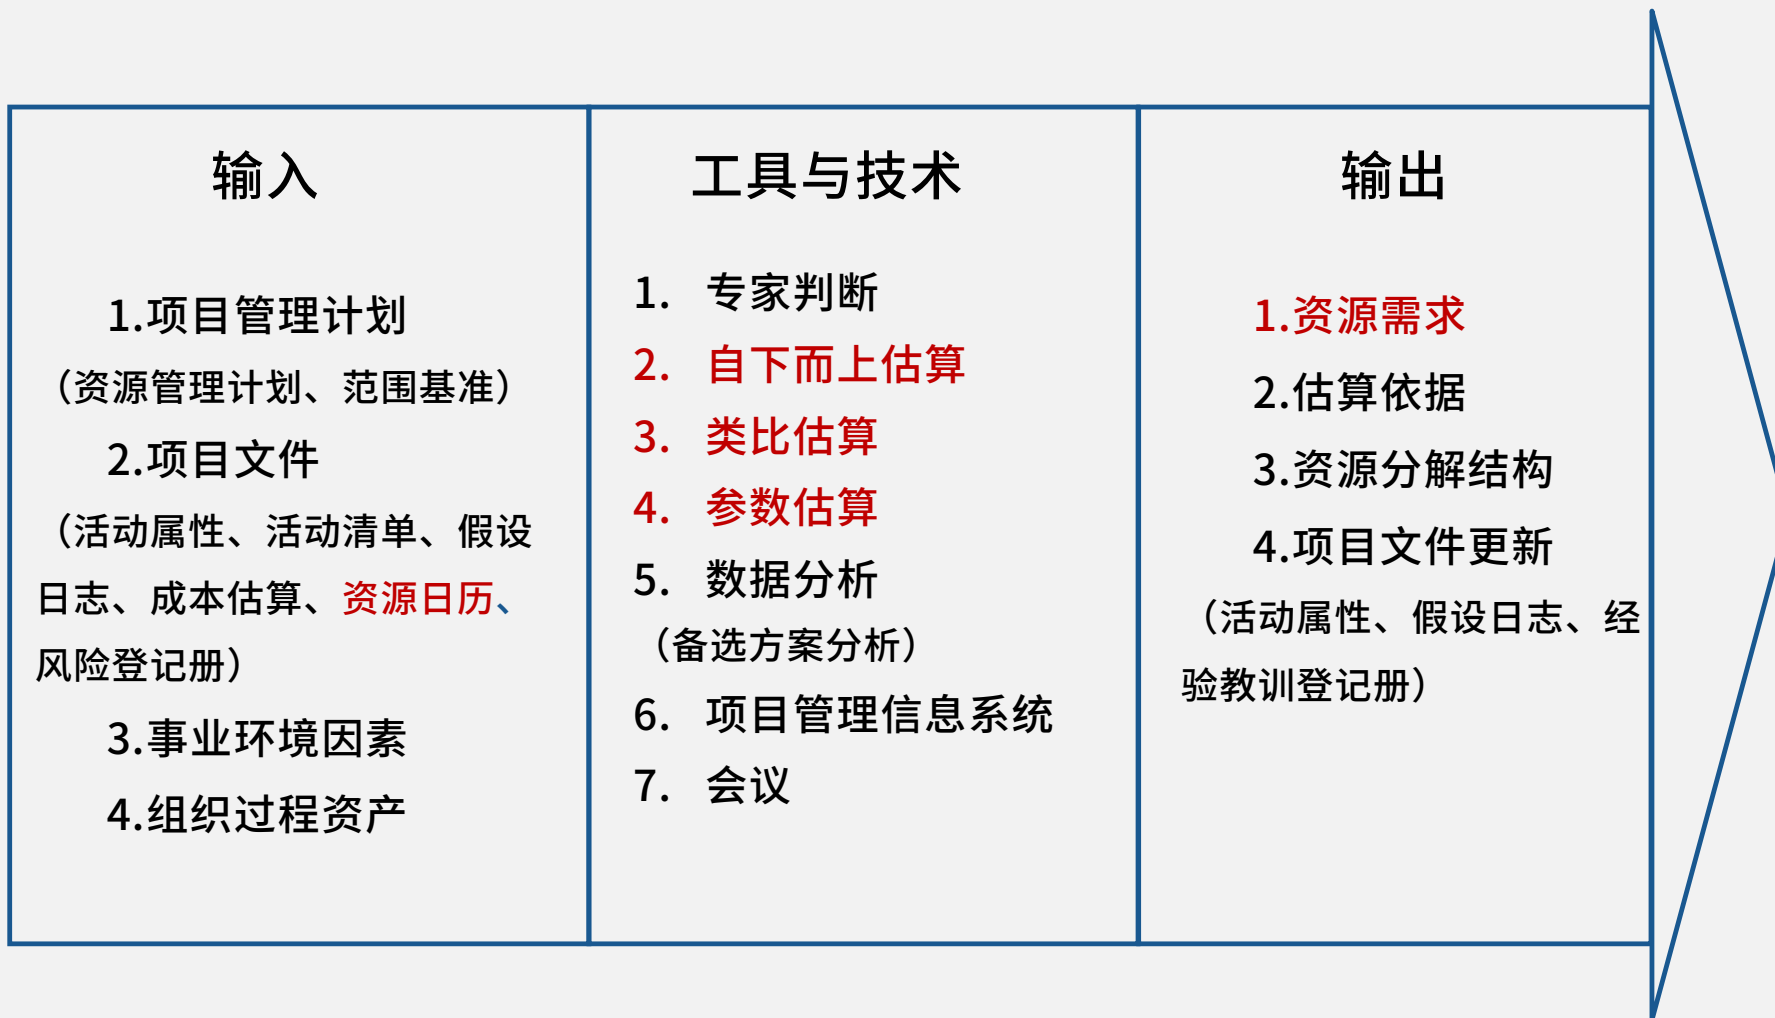 输入
1.项目管理计划
（资源管理计划、范围基准）
2.项目文件
（活动属性、活动清单、假设
日志、成本估算、资源日历、
风险登记册）
3.事业环境因素
4.组织过程资产
工具与技术
1. 专家判断
2. 自下而上估算
3. 类比估算
4. 参数估算
5. 数据分析
（备选方案分析）
6. 项目管理信息系统
7. 会议
输出
1.资源需求
2.估算依据
3.资源分解结构
4.项目文件更新
（活动属性、假设日志、经
验教训登记册）